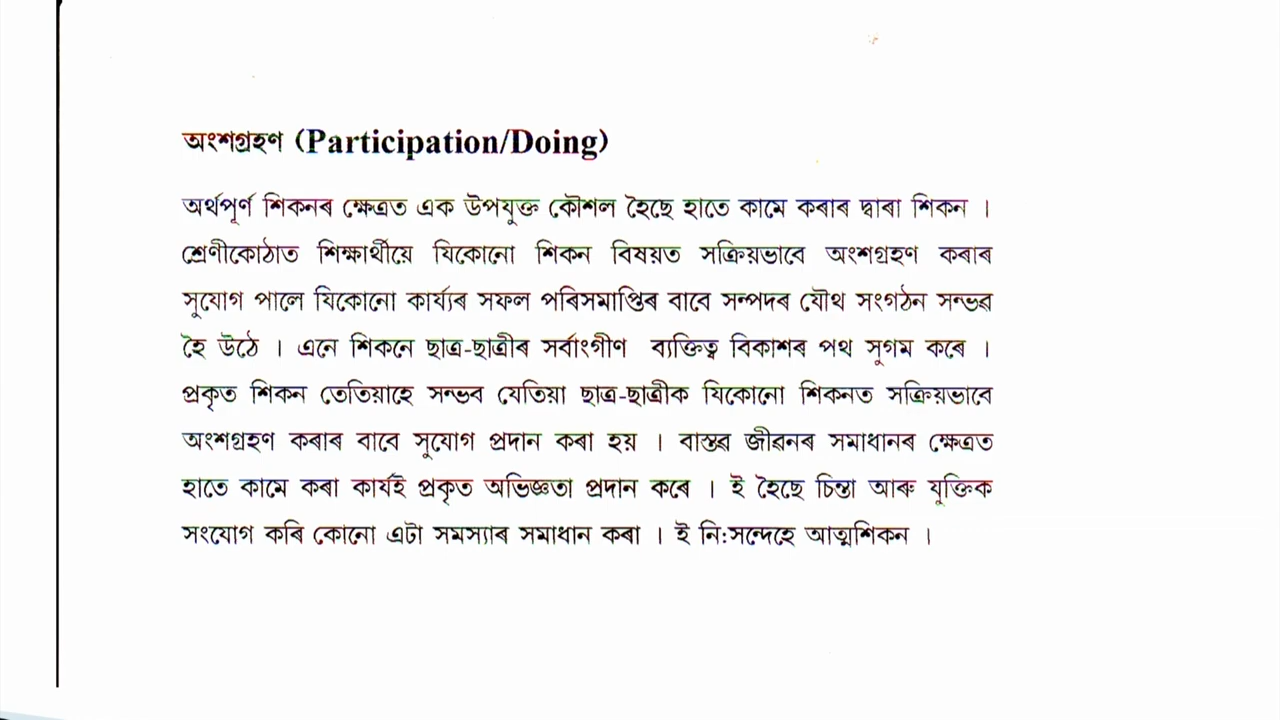 অংশগ্ৰহণ (Participation/Doing)
অৰ্থপূৰ্ণ শিকনৰ ক্ষেত্ৰত এক উপযুক্ত কৌশল হৈছে হাতে কামে কৰাৰ দ্বাৰা শিকন ।
শ্ৰেণীকোঠাত শিক্ষাৰ্থীয়ে যিকোনো শিকন বিষয়ত সক্ৰিয়ভাবে অংশগ্ৰহণ কৰাৰ
সুযোগ পালে যিকোনো কাৰ্য্যৰ সফল পৰিসমাপ্তিৰ বাবে সম্পদৰ যৌথ সংগঠন সম্ভৱ
হৈ উঠে । এনে শিকনে ছাত্ৰ-ছাত্ৰীৰ সৰ্বাংগীণ ব্যক্তিত্ব বিকাশৰ পথ সুগম কৰে ।
প্ৰকৃত শিকন তেতিয়াহে সম্ভব যেতিয়া ছাত্ৰ-ছাত্ৰীক যিকোনো শিকনত সক্ৰিয়ভাবে
অংশগ্ৰহণ কৰাৰ বাবে সুযোগ প্ৰদান কৰা হয় । বাস্তৱ জীৱনৰ সমাধানৰ ক্ষেত্ৰত
হাতে কামে কৰা কাৰ্যই প্ৰকৃত অভিজ্ঞতা প্ৰদান কৰে । ই হৈছে চিন্তা আৰু যুক্তিক
সংযোগ কৰি কোনো এটা সমস্যাৰ সমাধান কৰা । ই নি:সন্দেহে আত্মশিকন ।